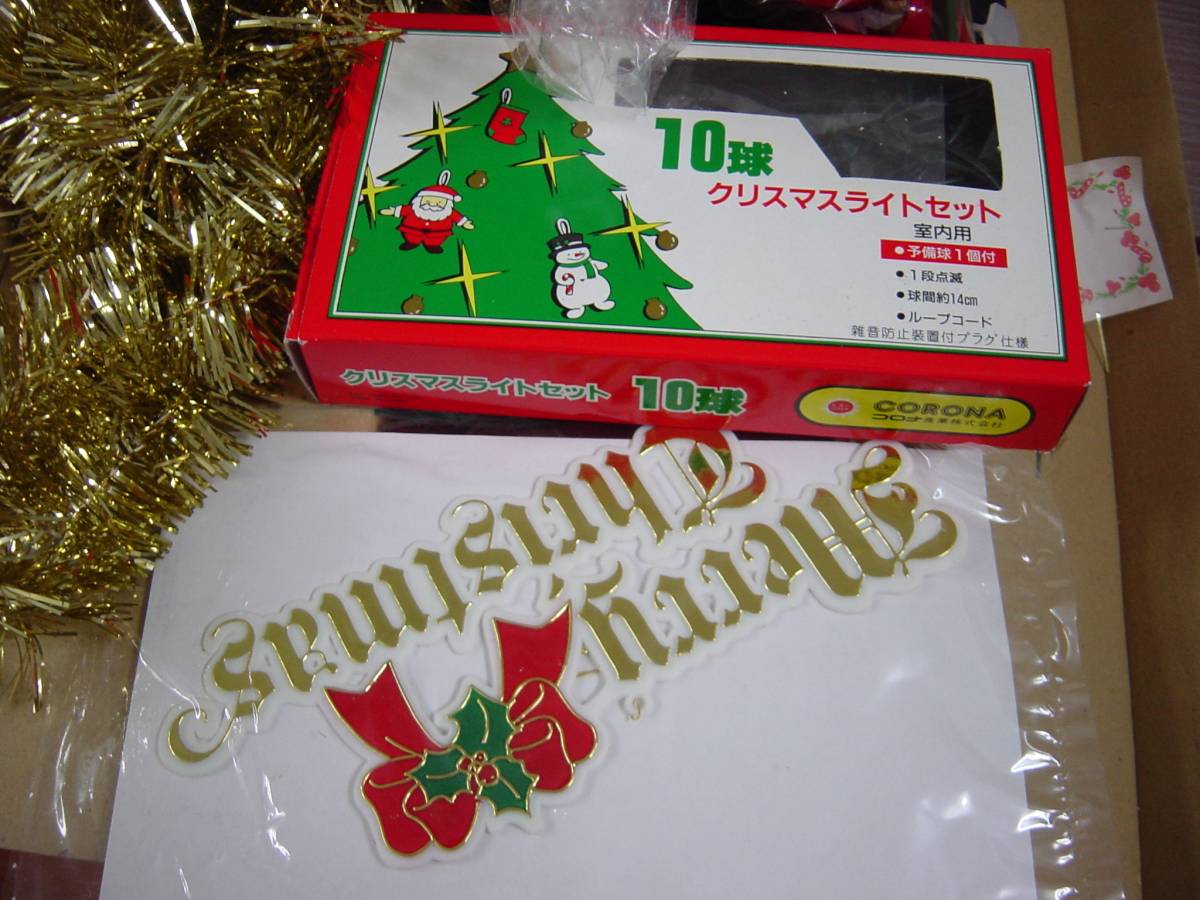 10球
クリスマスライトセット
室内用
●予備球1個付
●1段点滅
●球間約14cm
●ループコード
雑音防止装置付プラグ仕様
クリスマスライトセット 10球
CORONA
コロナ産業株式会社
Merry
Christmas